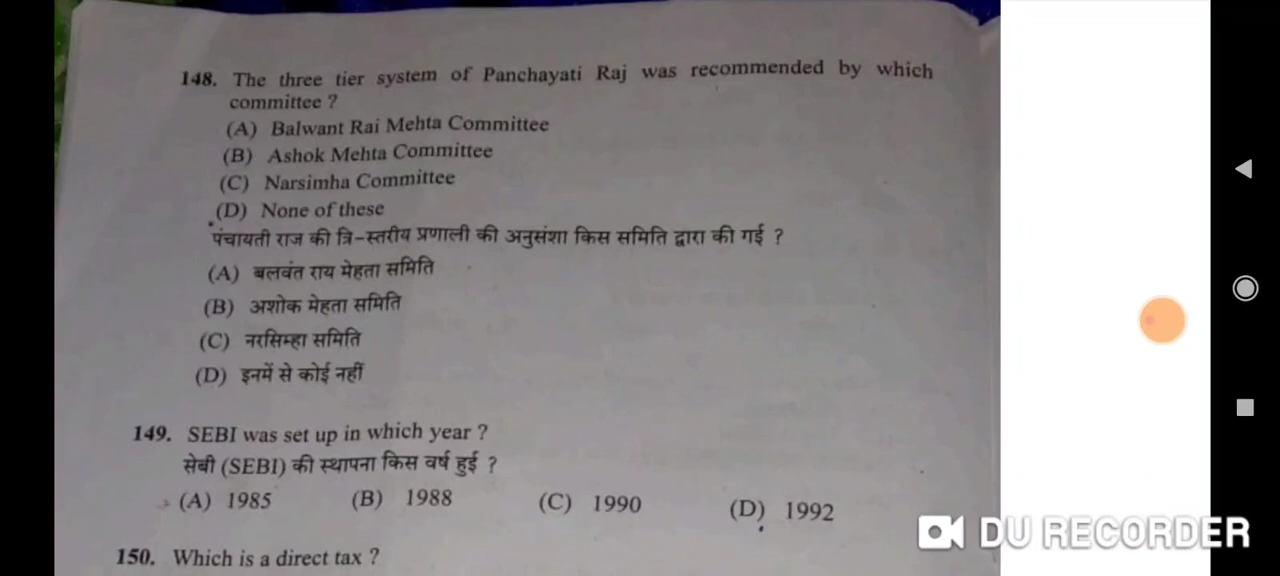 148. The three tier system of Panchayati Raj was recommended by which
committee ?
(A) Balwant Rai Mehta Committee
(B) Ashok Mehta Committee
(C) Narsimha Committee
(D) None of these
पंचायती राज की त्रि-स्तरीय प्रणाली की अनुसंशा किस समिति द्वारा की गई ?
(A) बलवंत राय मेहता समिति
(B) अशोक मेहता समिति
(C) नरसिम्हा समिति
(D) इनमें से कोई नहीं
149. SEBI was set up in which year ?
सेबी (SEBI) की स्थापना किस वर्ष हुई ?
(A) 1985 (B) 1988 (C) 1990 (D) 1992
DU RECORDER
150. Which is a direct tax ?